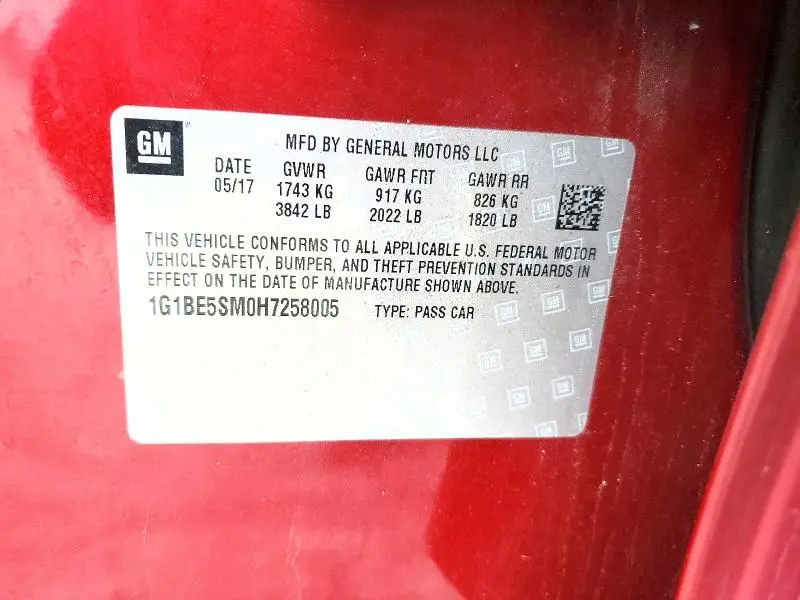 GM
MFD BY GENERAL MOTORS LLC
DATE GVWR GAWR FRT GAWR RR
05/17 1743 KG 917 KG 826 KG
3842 LB 2022 LB 1820 LB
THIS VEHICLE CONFORMS TO ALL APPLICABLE U.S. FEDERAL MOTOR
VEHICLE SAFETY, BUMPER, AND THEFT PREVENTION STANDARDS IN
EFFECT ON THE DATE OF MANUFACTURE SHOWN ABOVE.
1G1BE5SM0H7258005 TYPE: PASS CAR